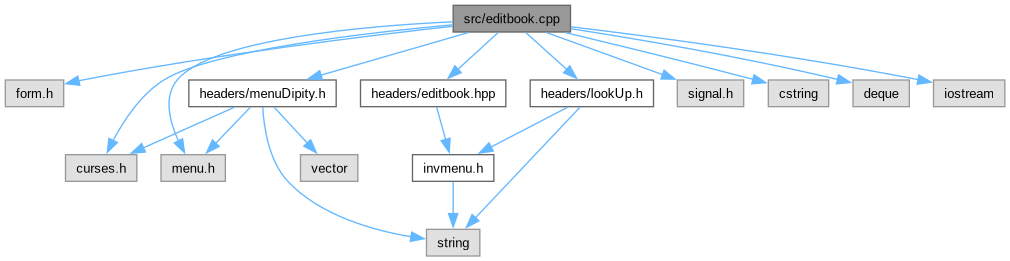 src/editbook.cpp
form.h
headers/menuDipity.h
headers/editbook.hpp
headers/lookUp.h
signal.h
cstring
deque
iostream
curses.h
menu.h
vector
invmenu.h
string